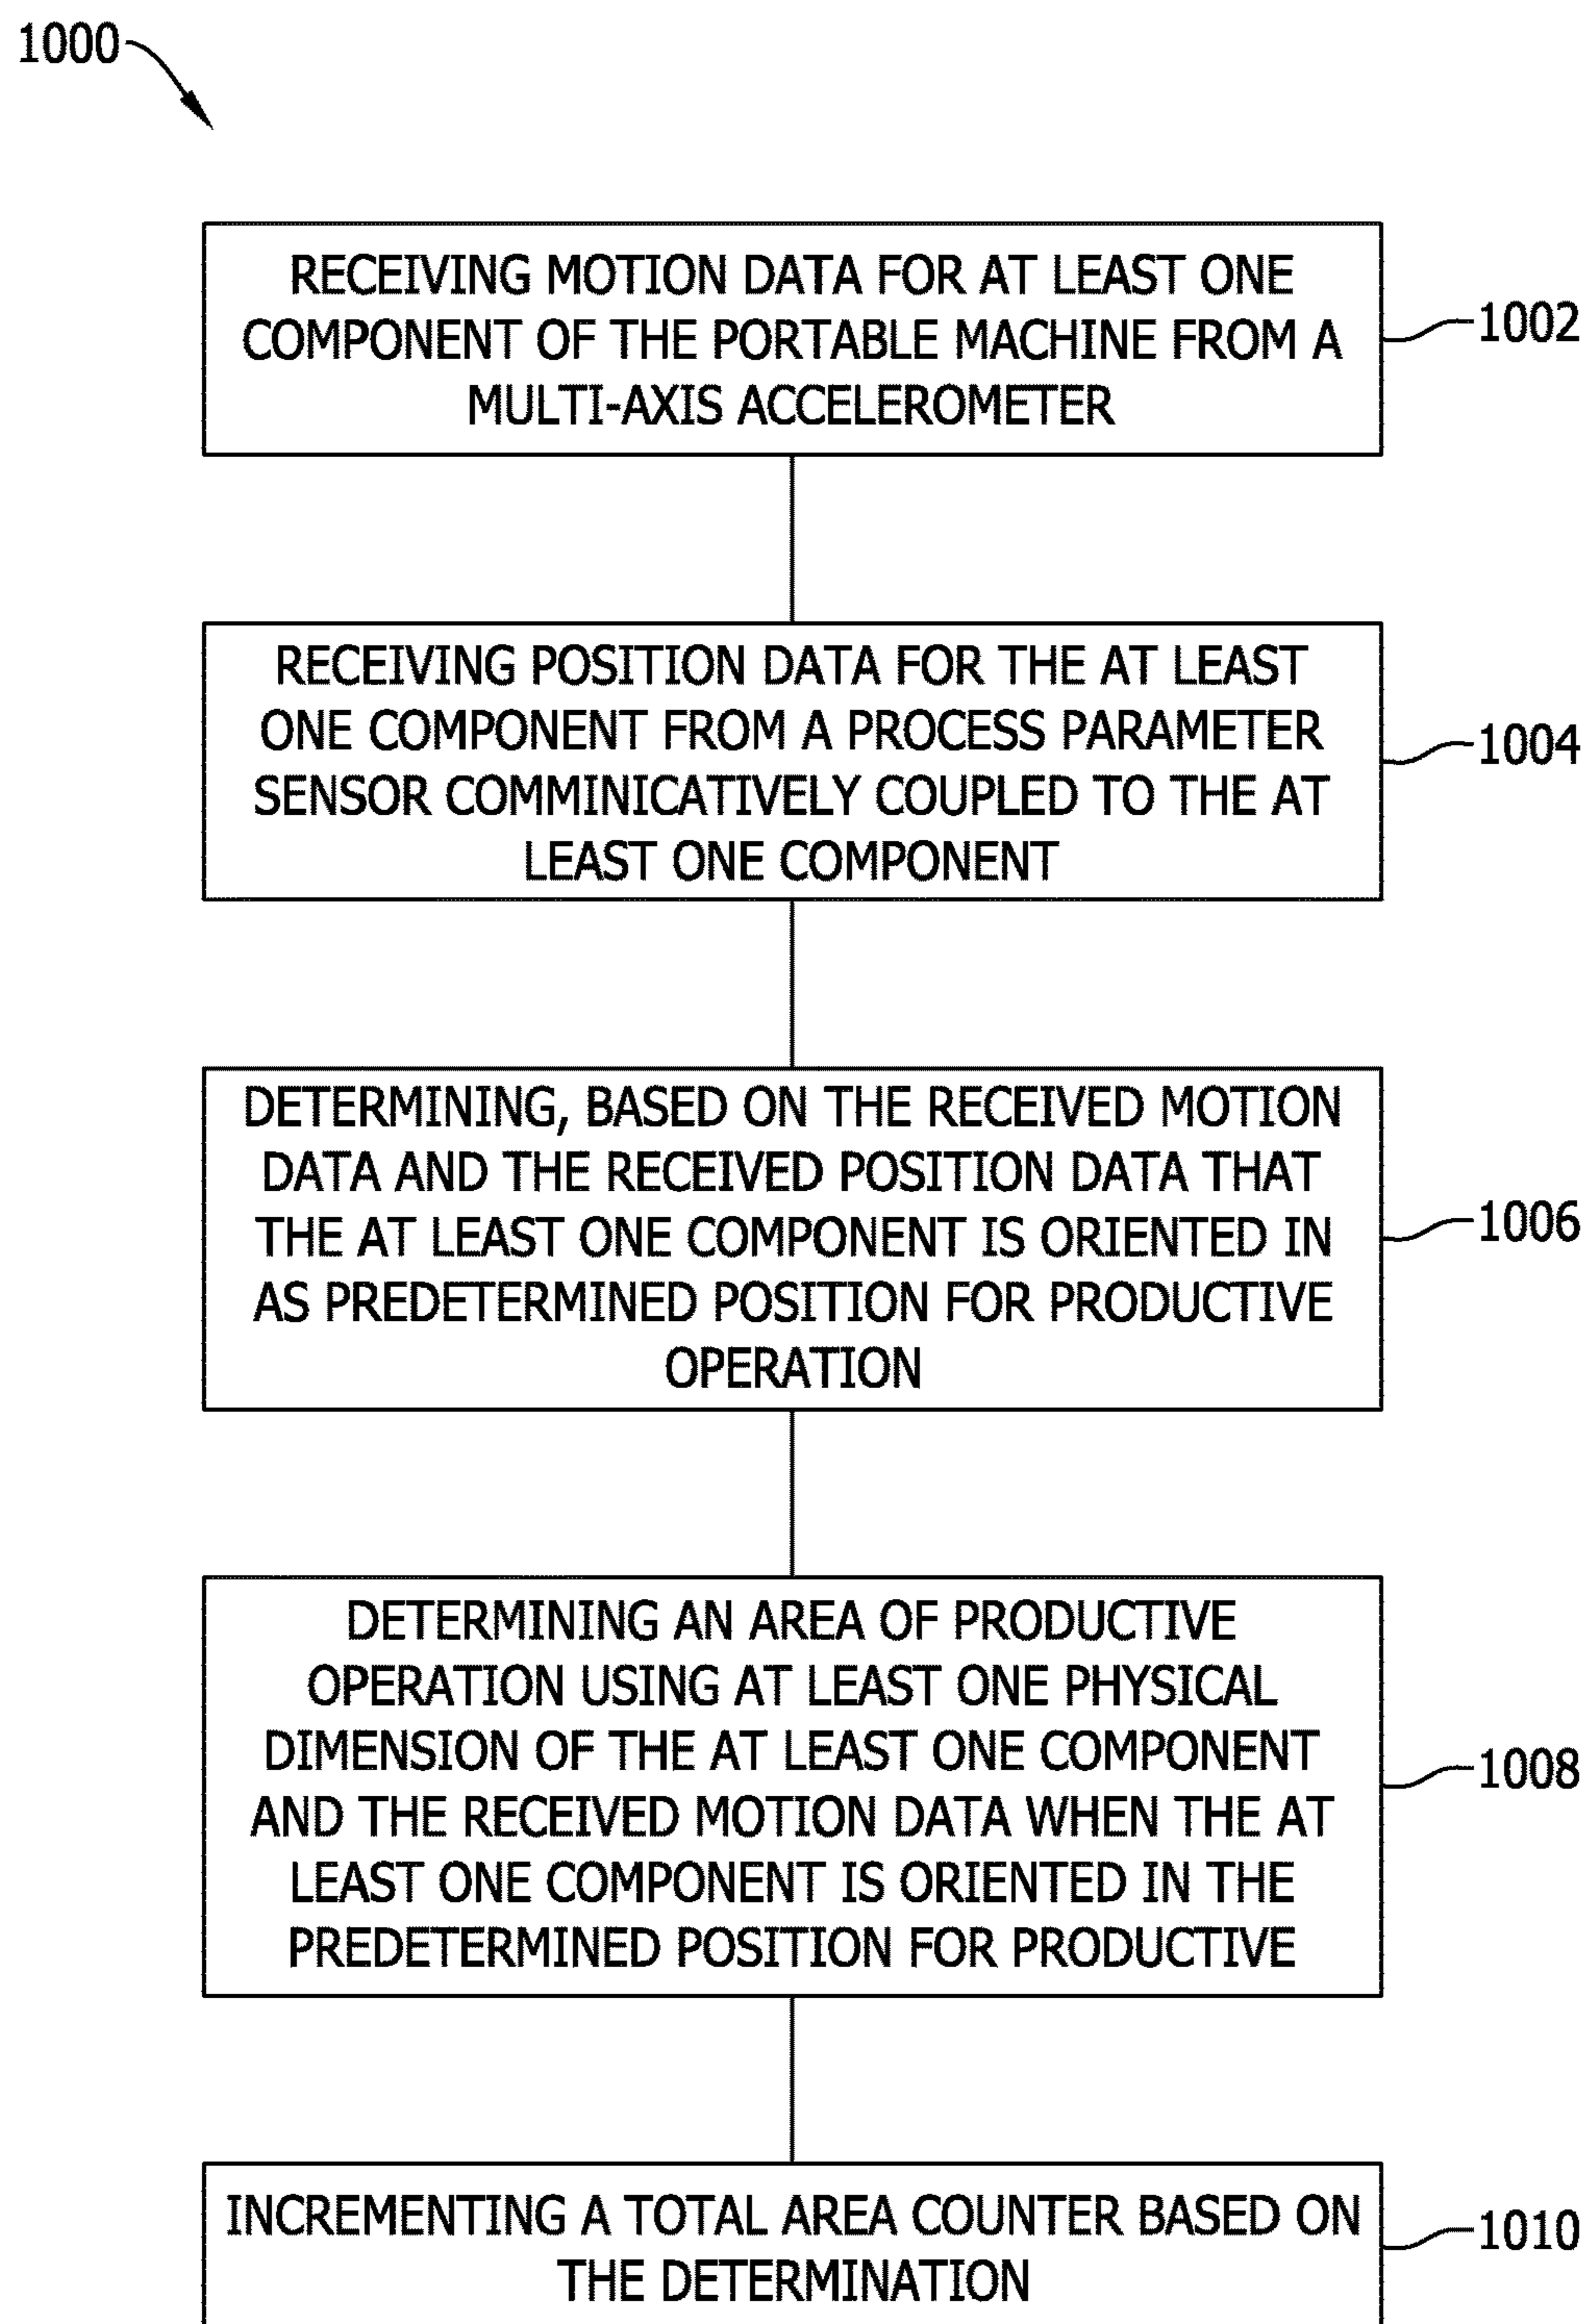 1000
RECEIVING MOTION DATA FOR AT LEAST ONE
COMPONENT OF THE PORTABLE MACHINE FROM A
MULTI-AXIS ACCELEROMETER
1002
RECEIVING POSITION DATA FOR THE AT LEAST
ONE COMPONENT FROM A PROCESS PARAMETER
SENSOR COMMINICATIVELY COUPLED TO THE AT
LEAST ONE COMPONENT
1004
DETERMINING, BASED ON THE RECEIVED MOTION
DATA AND THE RECEIVED POSITION DATA THAT
THE AT LEAST ONE COMPONENT IS ORIENTED IN
AS PREDETERMINED POSITION FOR PRODUCTIVE
OPERATION
1006
DETERMINING AN AREA OF PRODUCTIVE
OPERATION USING AT LEAST ONE PHYSICAL
DIMENSION OF THE AT LEAST ONE COMPONENT
AND THE RECEIVED MOTION DATA WHEN THE AT
LEAST ONE COMPONENT IS ORIENTED IN THE
PREDETERMINED POSITION FOR PRODUCTIVE
1008
INCREMENTING A TOTAL AREA COUNTER BASED ON
THE DETERMINATION
1010